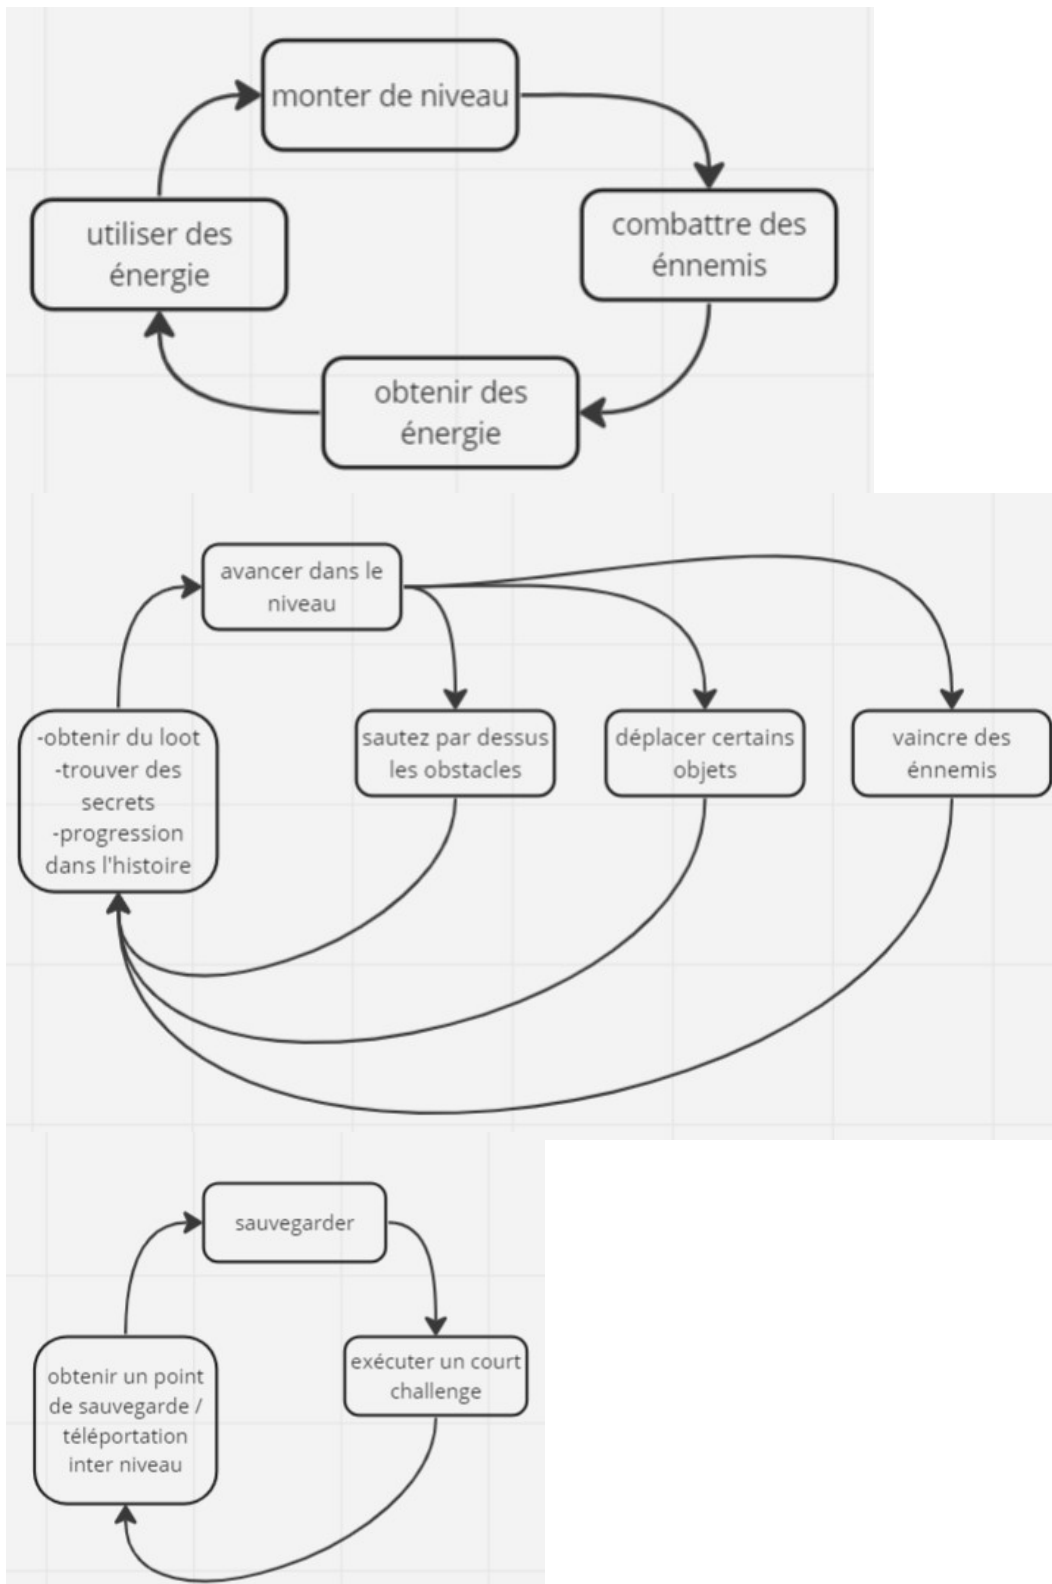 monter de niveau
utiliser des
énergie
combattre des
énnemis
obtenir des
énergie
avancer dans le
niveau
-obtenir du loot
-trouver des
secrets
-progression
dans l'histoire
sautez par dessus
les obstacles
déplacer certains
objets
vaincre des
énnemis
sauvegarder
obtenir un point
de sauvegarde /
téléportation
inter niveau
exécuter un court
challenge